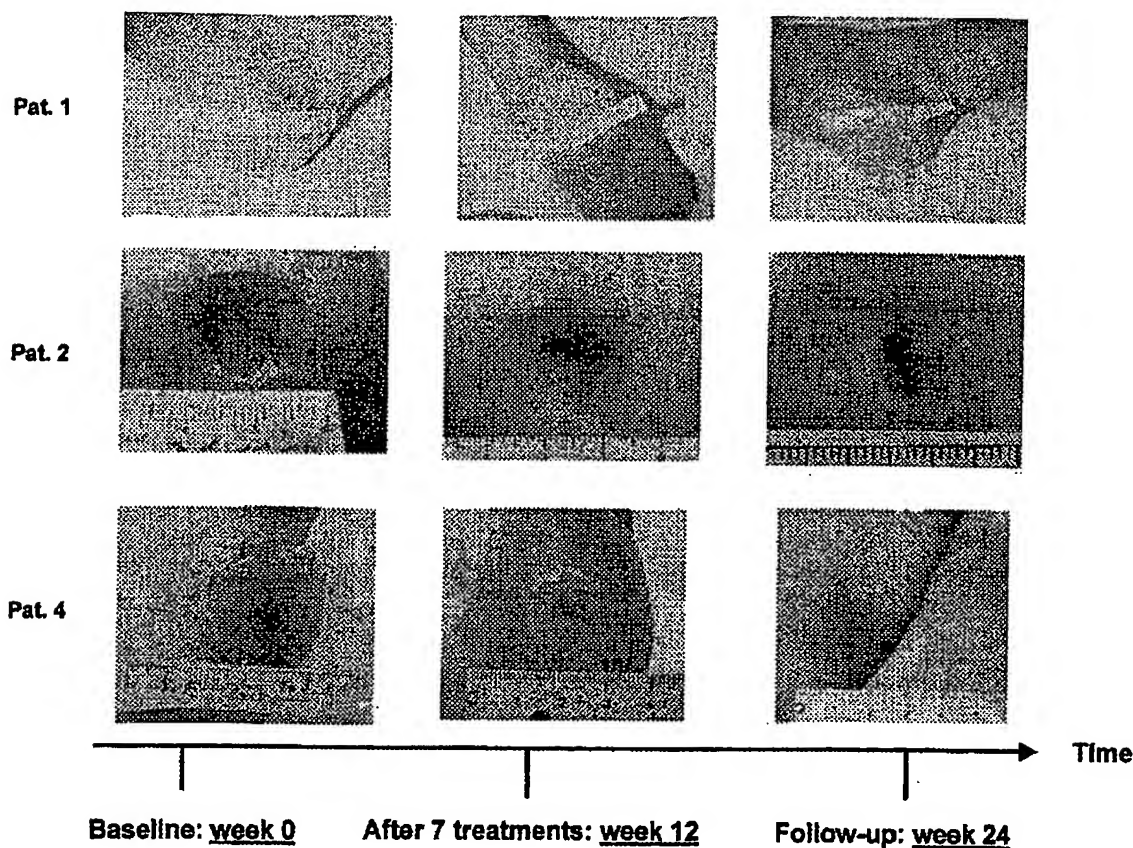 Pat. 1
Pat. 2
Pat. 4
Time
Baseline: week 0
After 7 treatments: week 12
Follow-up: week 24